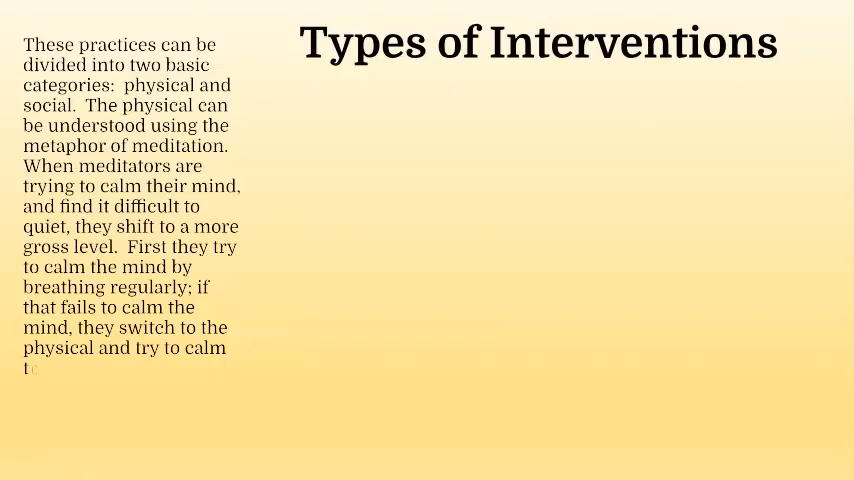 Types of Interventions
These practices can be
divided into two basic
categories:  physical and
social.  The physical can
be understood using the
metaphor of meditation.
When meditators are
trying to calm their mind,
and find it difficult to
quiet, they shift to a more
gross level.  First they try
to calm the mind by
breathing regularly; if
that fails to calm the
mind, they switch to the
physical and try to calm